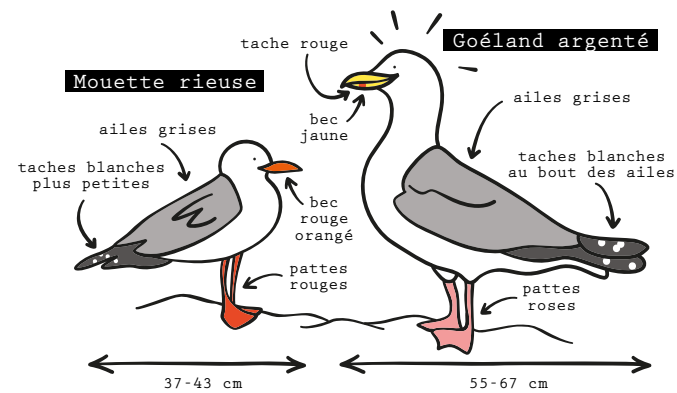 Mouette rieuse
ailes grises
taches blanches
plus petites
bec
rouge
orangé
pattes
rouges
37-43 cm
Goéland argenté
tache rouge
bec
jaune
ailes grises
taches blanches
au bout des ailes
pattes
roses
55-67 cm